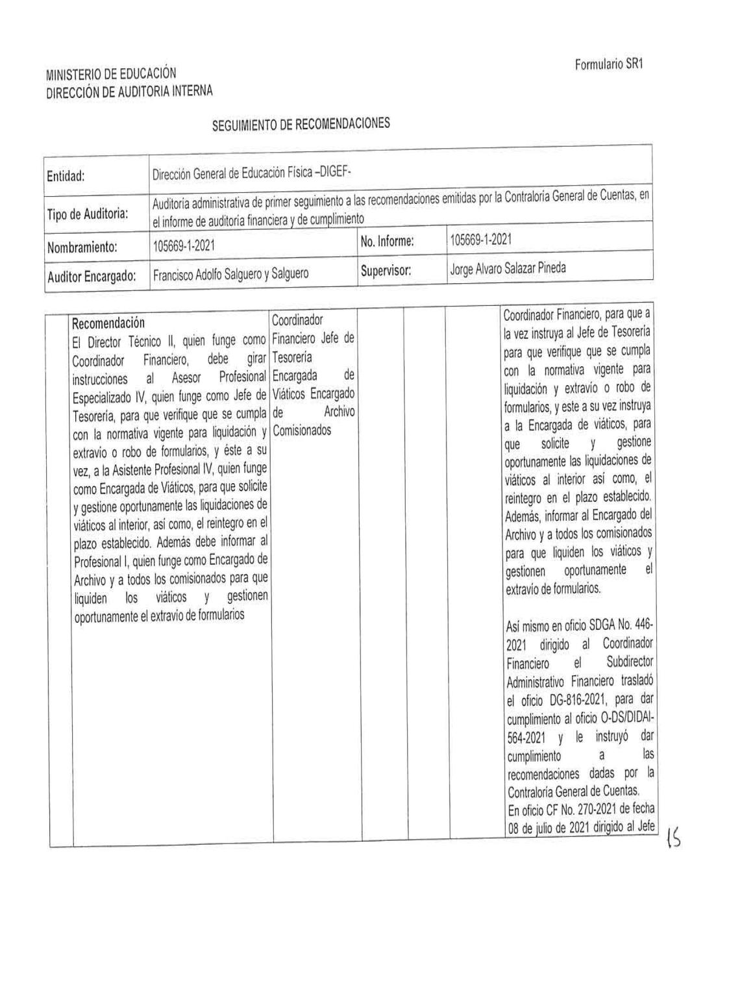 Formulario SR1
MINISTERIO DE EDUCACIÓN
DIRECCIÓN DE AUDITORIA INTERNA
SEGUIMIENTO DE RECOMENDACIONES
Entidad: Dirección General de Educación Física –DIGEF-
Tipo de Auditoria: Auditoría administrativa de primer seguimiento a las recomendaciones emitidas por la Contraloría General de Cuentas, en
el informe de auditoría financiera y de cumplimiento
Nombramiento: 105669-1-2021 No. Informe: 105669-1-2021
Auditor Encargado: Francisco Adolfo Salguero y Salguero Supervisor: Jorge Alvaro Salazar Pineda
Recomendación
El Director Técnico II, quien funge como
Coordinador Financiero, debe girar
instrucciones al Asesor Profesional
Especializado IV, quien funge como Jefe de
Tesorería, para que verifique que se cumpla
con la normativa vigente para liquidación y
extravío o robo de formularios, y éste a su
vez, a la Asistente Profesional IV, quien funge
como Encargada de Viáticos, para que solicite
y gestione oportunamente las liquidaciones de
viáticos al interior, así como, el reintegro en el
plazo establecido. Además debe informar al
Profesional I, quien funge como Encargado de
Archivo y a todos los comisionados para que
liquiden los viáticos y gestionen
oportunamente el extravío de formularios
Coordinador
Financiero Jefe de
Tesorería
Encargada de
Viáticos Encargado
de Archivo
Comisionados
Coordinador Financiero, para que a
la vez instruya al Jefe de Tesorería
para que verifique que se cumpla
con la normativa vigente para
liquidación y extravío o robo de
formularios, y este a su vez instruya
a la Encargada de viáticos, para
que solicite y gestione
oportunamente las liquidaciones de
viáticos al interior así como, el
reintegro en el plazo establecido.
Además, informar al Encargado del
Archivo y a todos los comisionados
para que liquiden los viáticos y
gestionen oportunamente el
extravío de formularios.
Así mismo en oficio SDGA No. 446-
2021 dirigido al Coordinador
Financiero el Subdirector
Administrativo Financiero trasladó
el oficio DG-816-2021, para dar
cumplimiento al oficio O-DS/DIDAI-
564-2021 y le instruyó dar
cumplimiento a las
recomendaciones dadas por la
Contraloría General de Cuentas.
En oficio CF No. 270-2021 de fecha
08 de julio de 2021 dirigido al Jefe
15